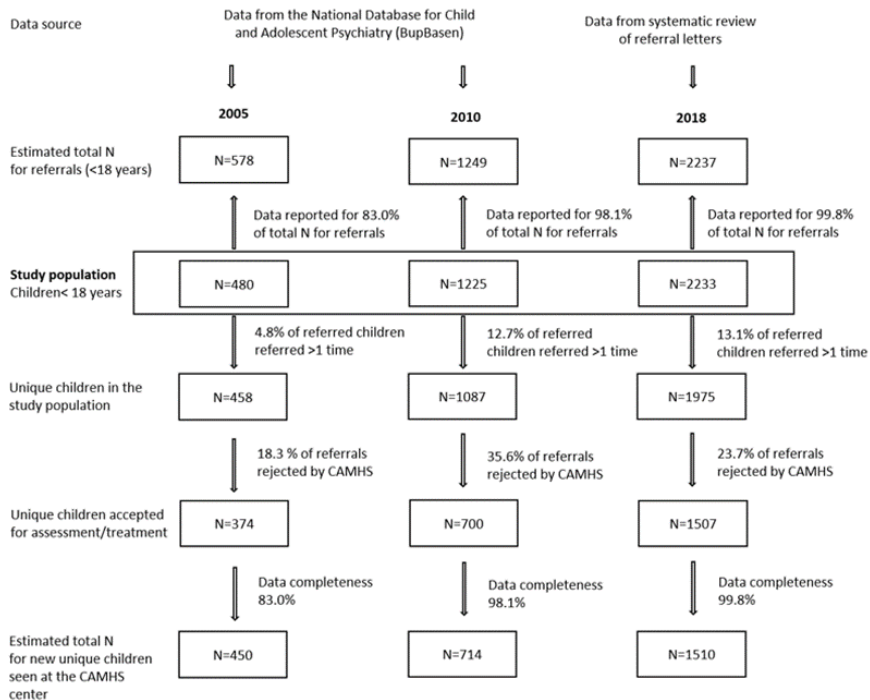 Data source
Data from the National Database for Child
and Adolescent Psychiatry (BupBasen)
Data from systematic review
of referral letters
2005
2010
2018
Estimated total N
for referrals (<18 years)
N=578
N=1249
N=2237
Data reported for 83.0%
of total N for referrals
Data reported for 98.1%
of total N for referrals
Data reported for 99.8%
of total N for referrals
Study population
Children< 18 years
N=480
N=1225
N=2233
4.8% of referred children
referred >1 time
12.7% of referred
children referred >1 time
13.1% of referred
children referred >1 time
Unique children in the
study population
N=458
N=1087
N=1975
18.3 % of referrals
rejected by CAMHS
35.6% of referrals
rejected by CAMHS
23.7% of referrals
rejected by CAMHS
Unique children accepted
for assessment/treatment
N=374
N=700
N=1507
Data completeness
83.0%
Data completeness
98.1%
Data completeness
99.8%
Estimated total N
for new unique children
seen at the CAMHS
center
N=450
N=714
N=1510